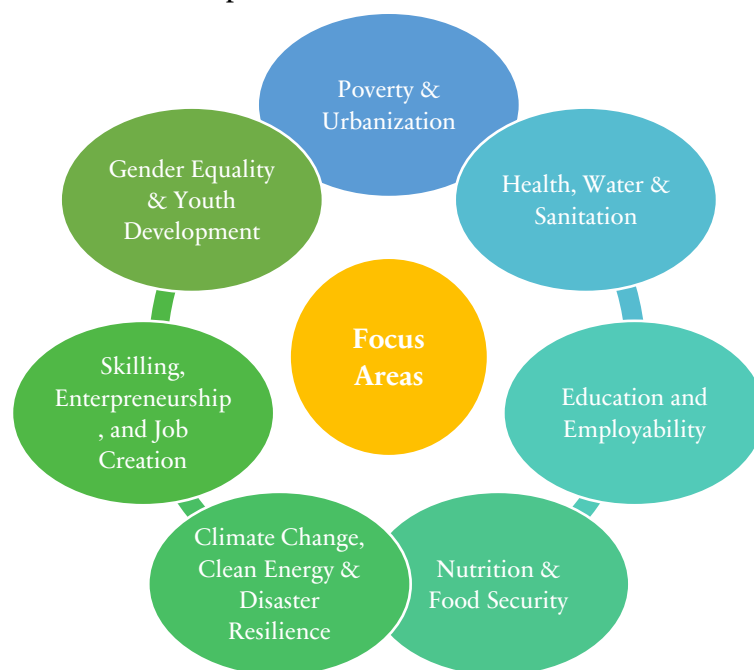 Poverty &
Urbanization
Health, Water &
Sanitation
Education and
Employability
Nutrition &
Food Security
Climate Change,
Clean Energy &
Disaster
Resilience
Skilling,
Enterpreneurship
, and Job
Creation
Gender Equality
& Youth
Development
Focus
Areas